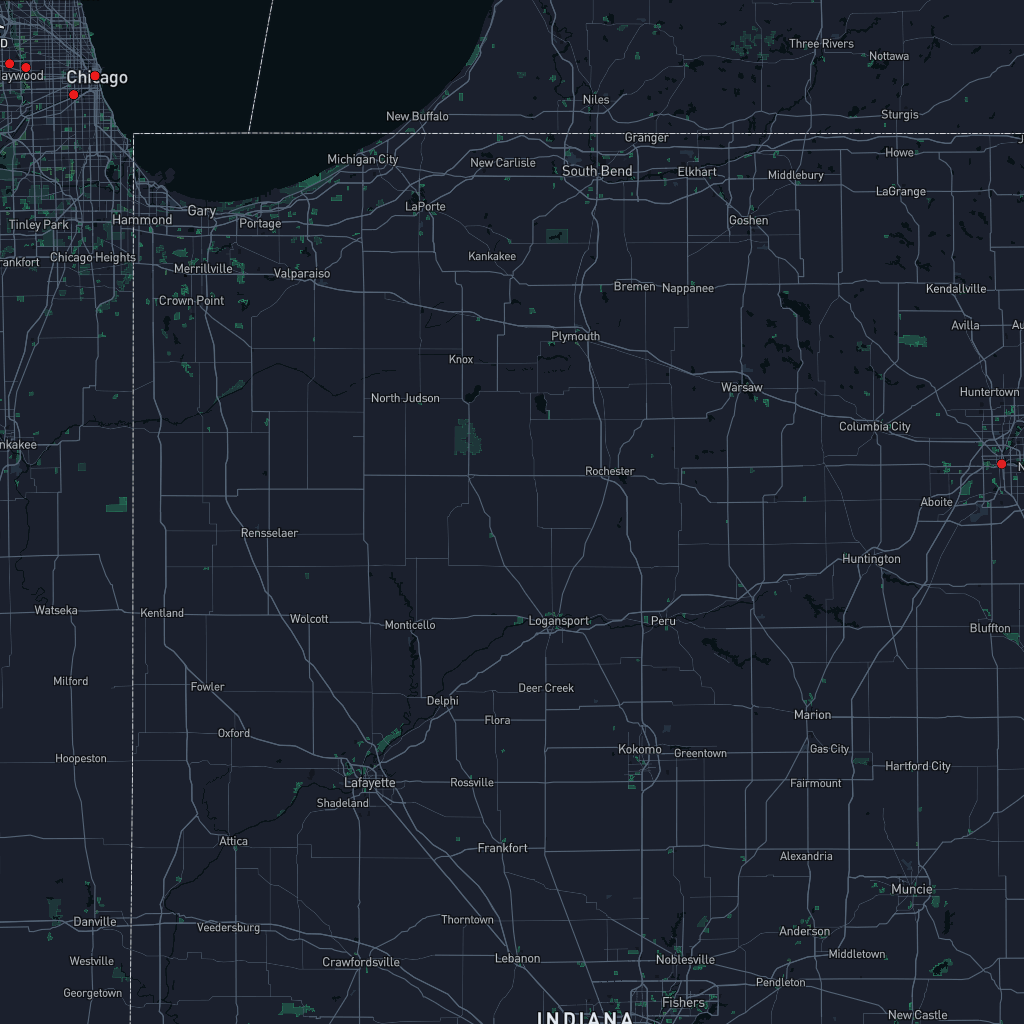 Three Rivers
Nottawa
Chicago
Niles
New Buffalo
Sturgis
Granger
Howe
Michigan City
New Carlisle
South Bend
Elkhart
Middlebury
LaGrange
LaPorte
Gary
Hammond
Portage
Goshen
Tinley Park
Chicago Heights
Kankakee
Merrillville
Valparaiso
Bremen
Nappanee
Kendallville
Crown Point
Avilla
Plymouth
Knox
Warsaw
Huntertown
North Judson
Columbia City
Rochester
Aboite
Rensselaer
Huntington
Watseka
Kentland
Wolcott
Monticello
Logansport
Peru
Bluffton
Milford
Fowler
Deer Creek
Delphi
Flora
Marion
Oxford
Kokomo
Greentown
Gas City
Hoopeston
Hartford City
Lafayette
Rossville
Fairmount
Shadeland
Attica
Frankfort
Alexandria
Muncie
Danville
Veedersburg
Thorntown
Anderson
Middletown
Westville
Crawfordsville
Lebanon
Noblesville
Pendleton
Georgetown
Fishers
New Castle
INDIANA